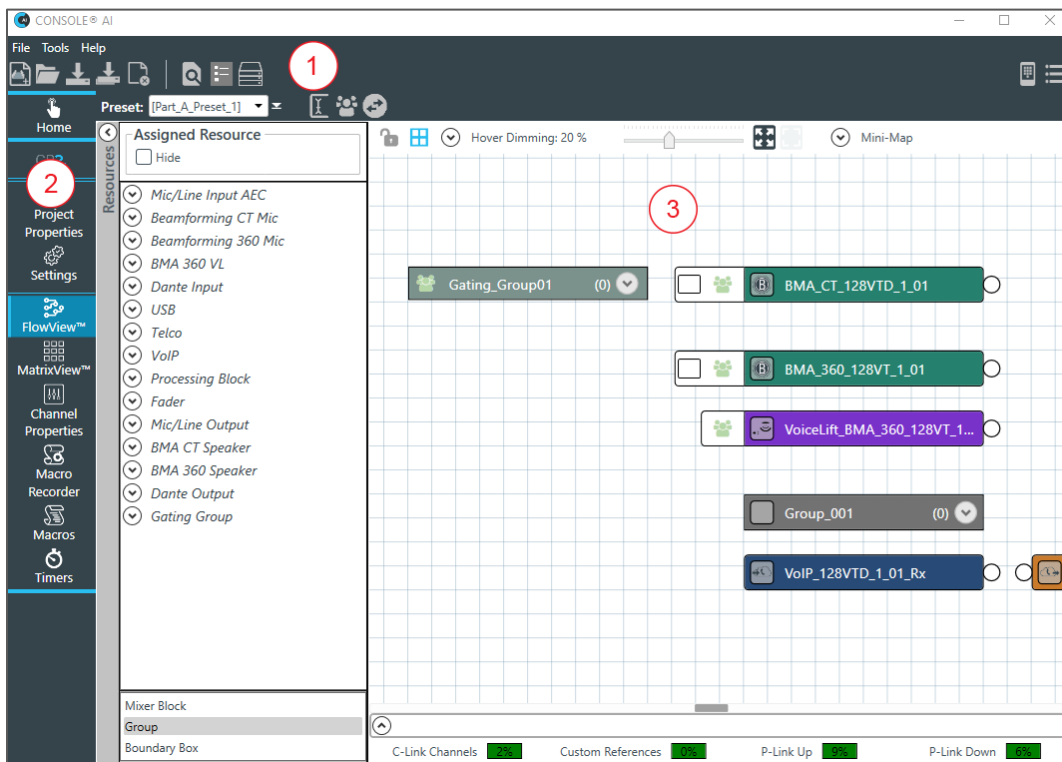 CONSOLE® AI
File Tools Help
1
Preset: [Part_A_Preset_1]
Home
2
Project
Properties
Settings
FlowView™
MatrixView™
Channel
Properties
Macro
Recorder
Macros
Timers
Resources
Assigned Resource
Hide
Mic/Line Input AEC
Beamforming CT Mic
Beamforming 360 Mic
BMA 360 VL
Dante Input
USB
Telco
VoIP
Processing Block
Fader
Mic/Line Output
BMA CT Speaker
BMA 360 Speaker
Dante Output
Gating Group
Mixer Block
Group
Boundary Box
Hover Dimming: 20 %
Mini-Map
3
Gating_Group01 (0)
B BMA_CT_128VTD_1_01
B BMA_360_128VT_1_01
VoiceLift_BMA_360_128VT_1...
Group_001 (0)
VoIP_128VTD_1_01_Rx
C-Link Channels 2% Custom References 0% P-Link Up 9% P-Link Down 6%